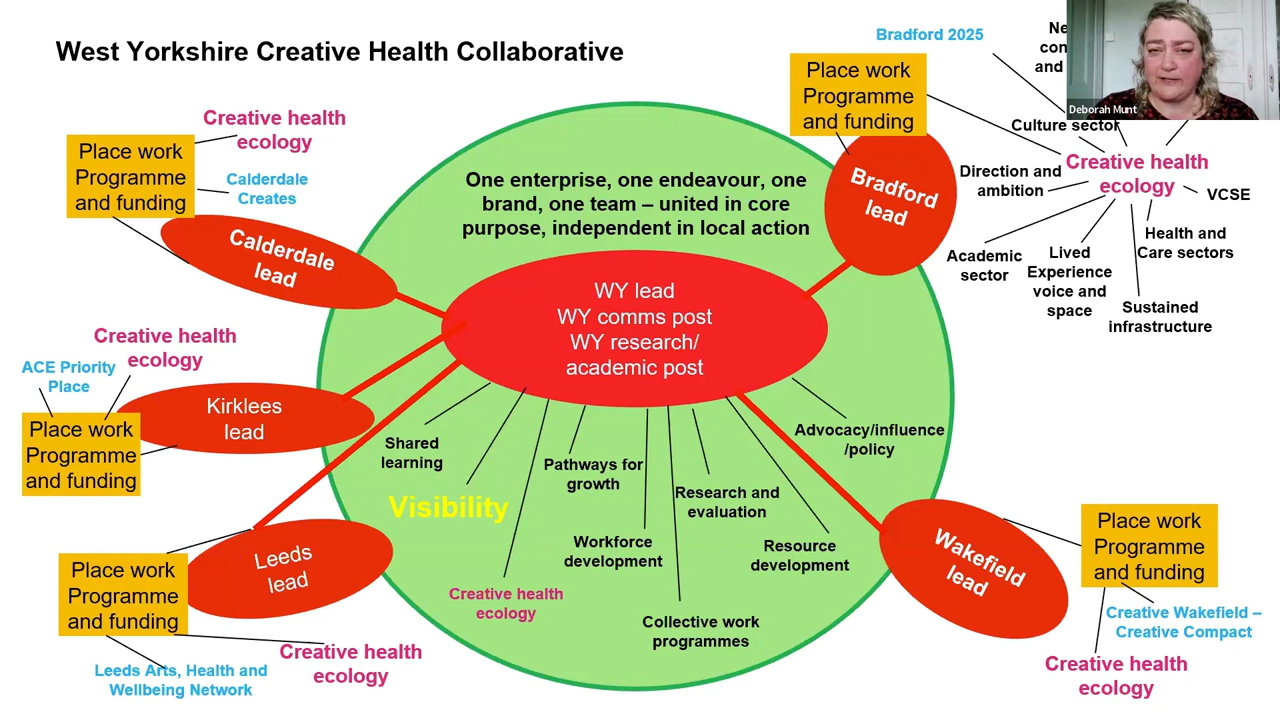 West Yorkshire Creative Health Collaborative
Creative health
ecology
Place work
Programme
and funding
Calderdale
Creates
Calderdale
lead
Creative health
ecology
ACE Priority
Place
Kirklees
lead
Place work
Programme
and funding
Leeds
lead
Place work
Programme
and funding
Creative health
ecology
Leeds Arts, Health and
Wellbeing Network
One enterprise, one endeavour, one
brand, one team – united in core
purpose, independent in local action
WY lead
WY comms post
WY research/
academic post
Shared
learning
Visibility
Creative health
ecology
Pathways for
growth
Workforce
development
Research and
evaluation
Collective work
programmes
Resource
development
Advocacy/influence
/policy
Bradford 2025
Place work
Programme
and funding
Bradford
lead
and
Deborah Munt
Culture sector
Creative health
ecology
Direction and
ambition
VCSE
Academic
sector
Lived
Experience
voice and
space
Health and
Care sectors
Sustained
infrastructure
Wakefield
lead
Place work
Programme
and funding
Creative Wakefield –
Creative Compact
Creative health
ecology